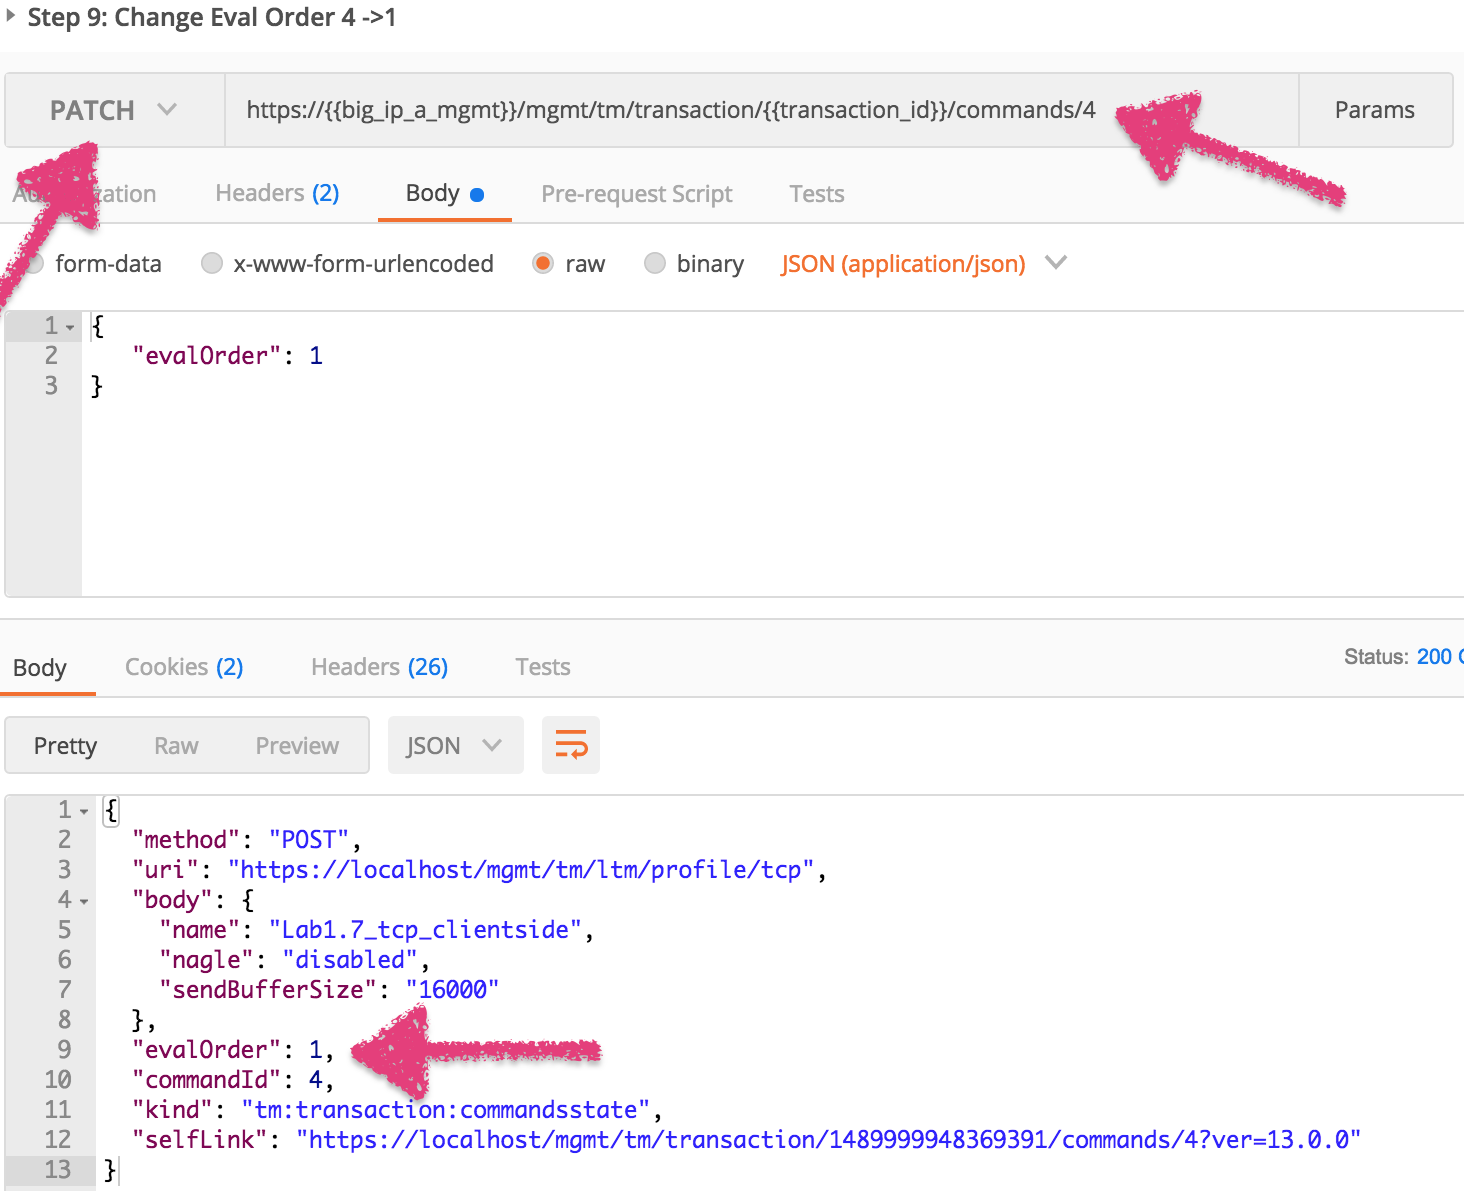 Step 9: Change Eval Order 4 ->1
PATCH https://{{big_ip_a_mgmt}}/mgmt/tm/transaction/{{transaction_id}}/commands/4 Params
Headers (2) Body Pre-request Script Tests
form-data x-www-form-urlencoded raw binary JSON (application/json)
1 {
2 "evalOrder": 1
3 }
Body Cookies (2) Headers (26) Tests Status: 200
Pretty Raw Preview JSON
1 {
2 "method": "POST",
3 "uri": "https://localhost/mgmt/tm/ltm/profile/tcp",
4 "body": {
5 "name": "Lab1.7_tcp_clientside",
6 "nagle": "disabled",
7 "sendBufferSize": "16000"
8 },
9 "evalOrder": 1,
10 "commandId": 4,
11 "kind": "tm:transaction:commandsstate",
12 "selfLink": "https://localhost/mgmt/tm/transaction/1489999948369391/commands/4?ver=13.0.0"
13 }